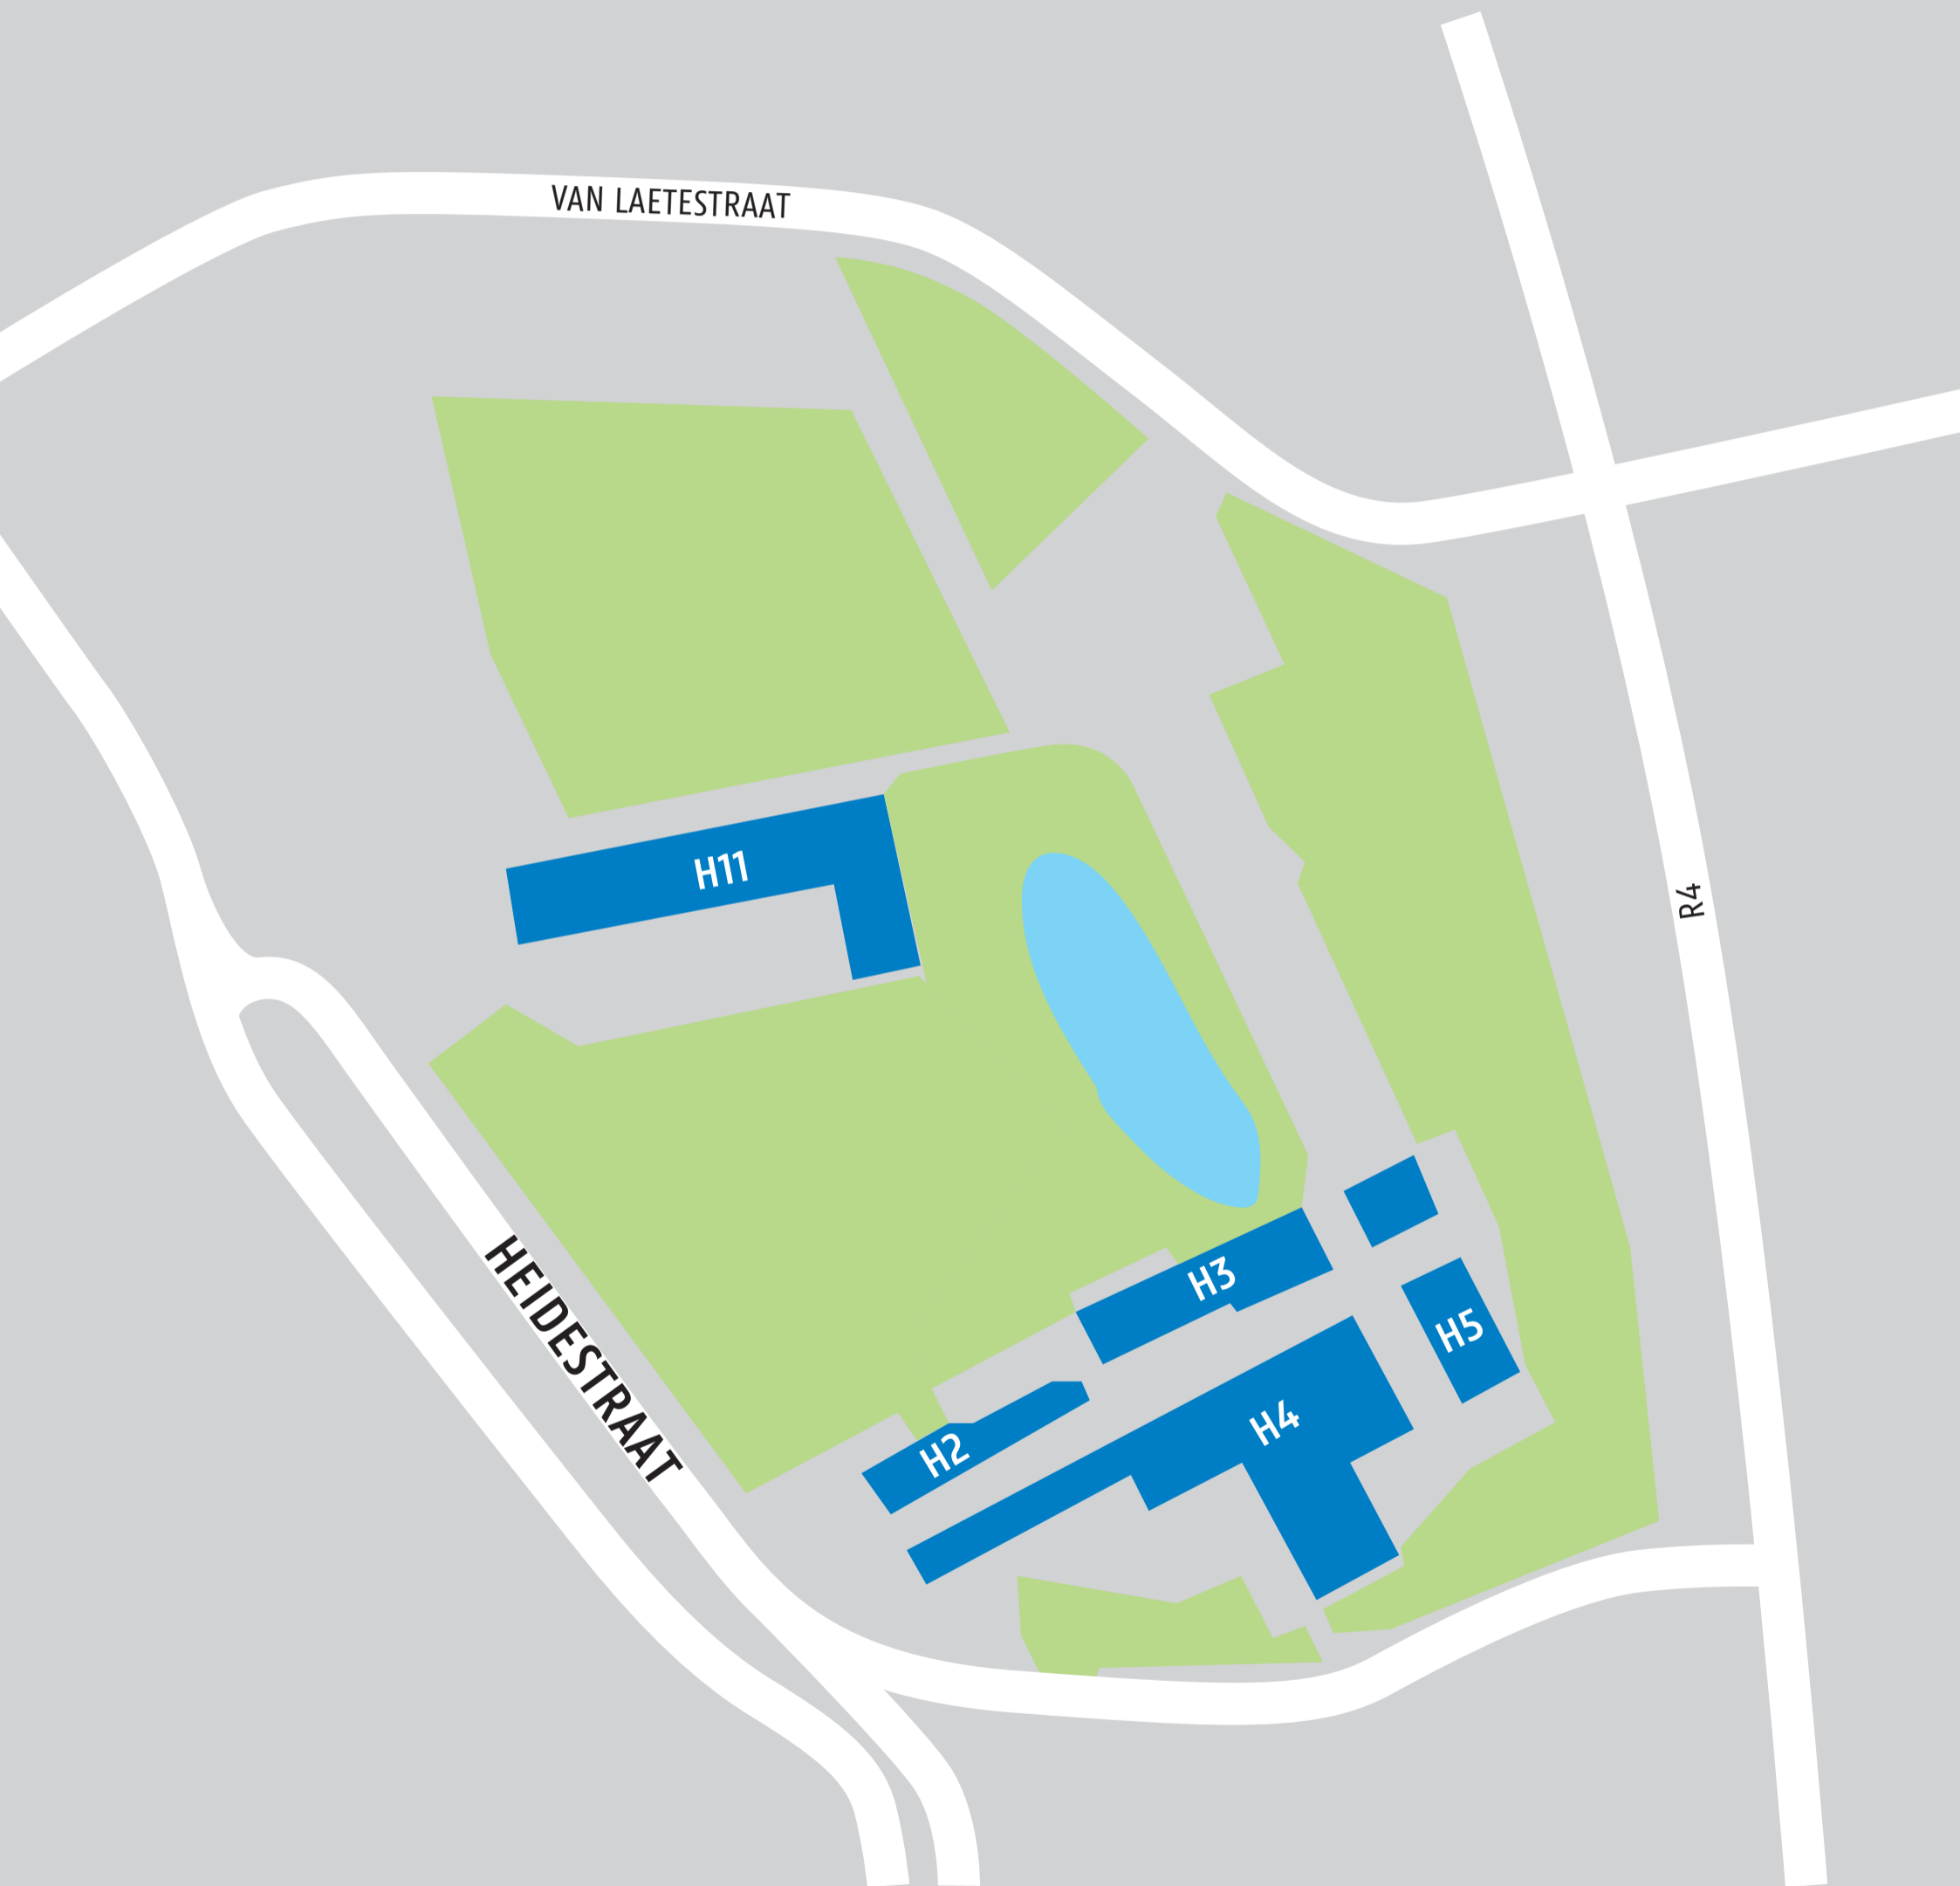 VAN LAETESTRAAT
H11
R4
HEIDESTRAAT
H3
H5
H4
H2